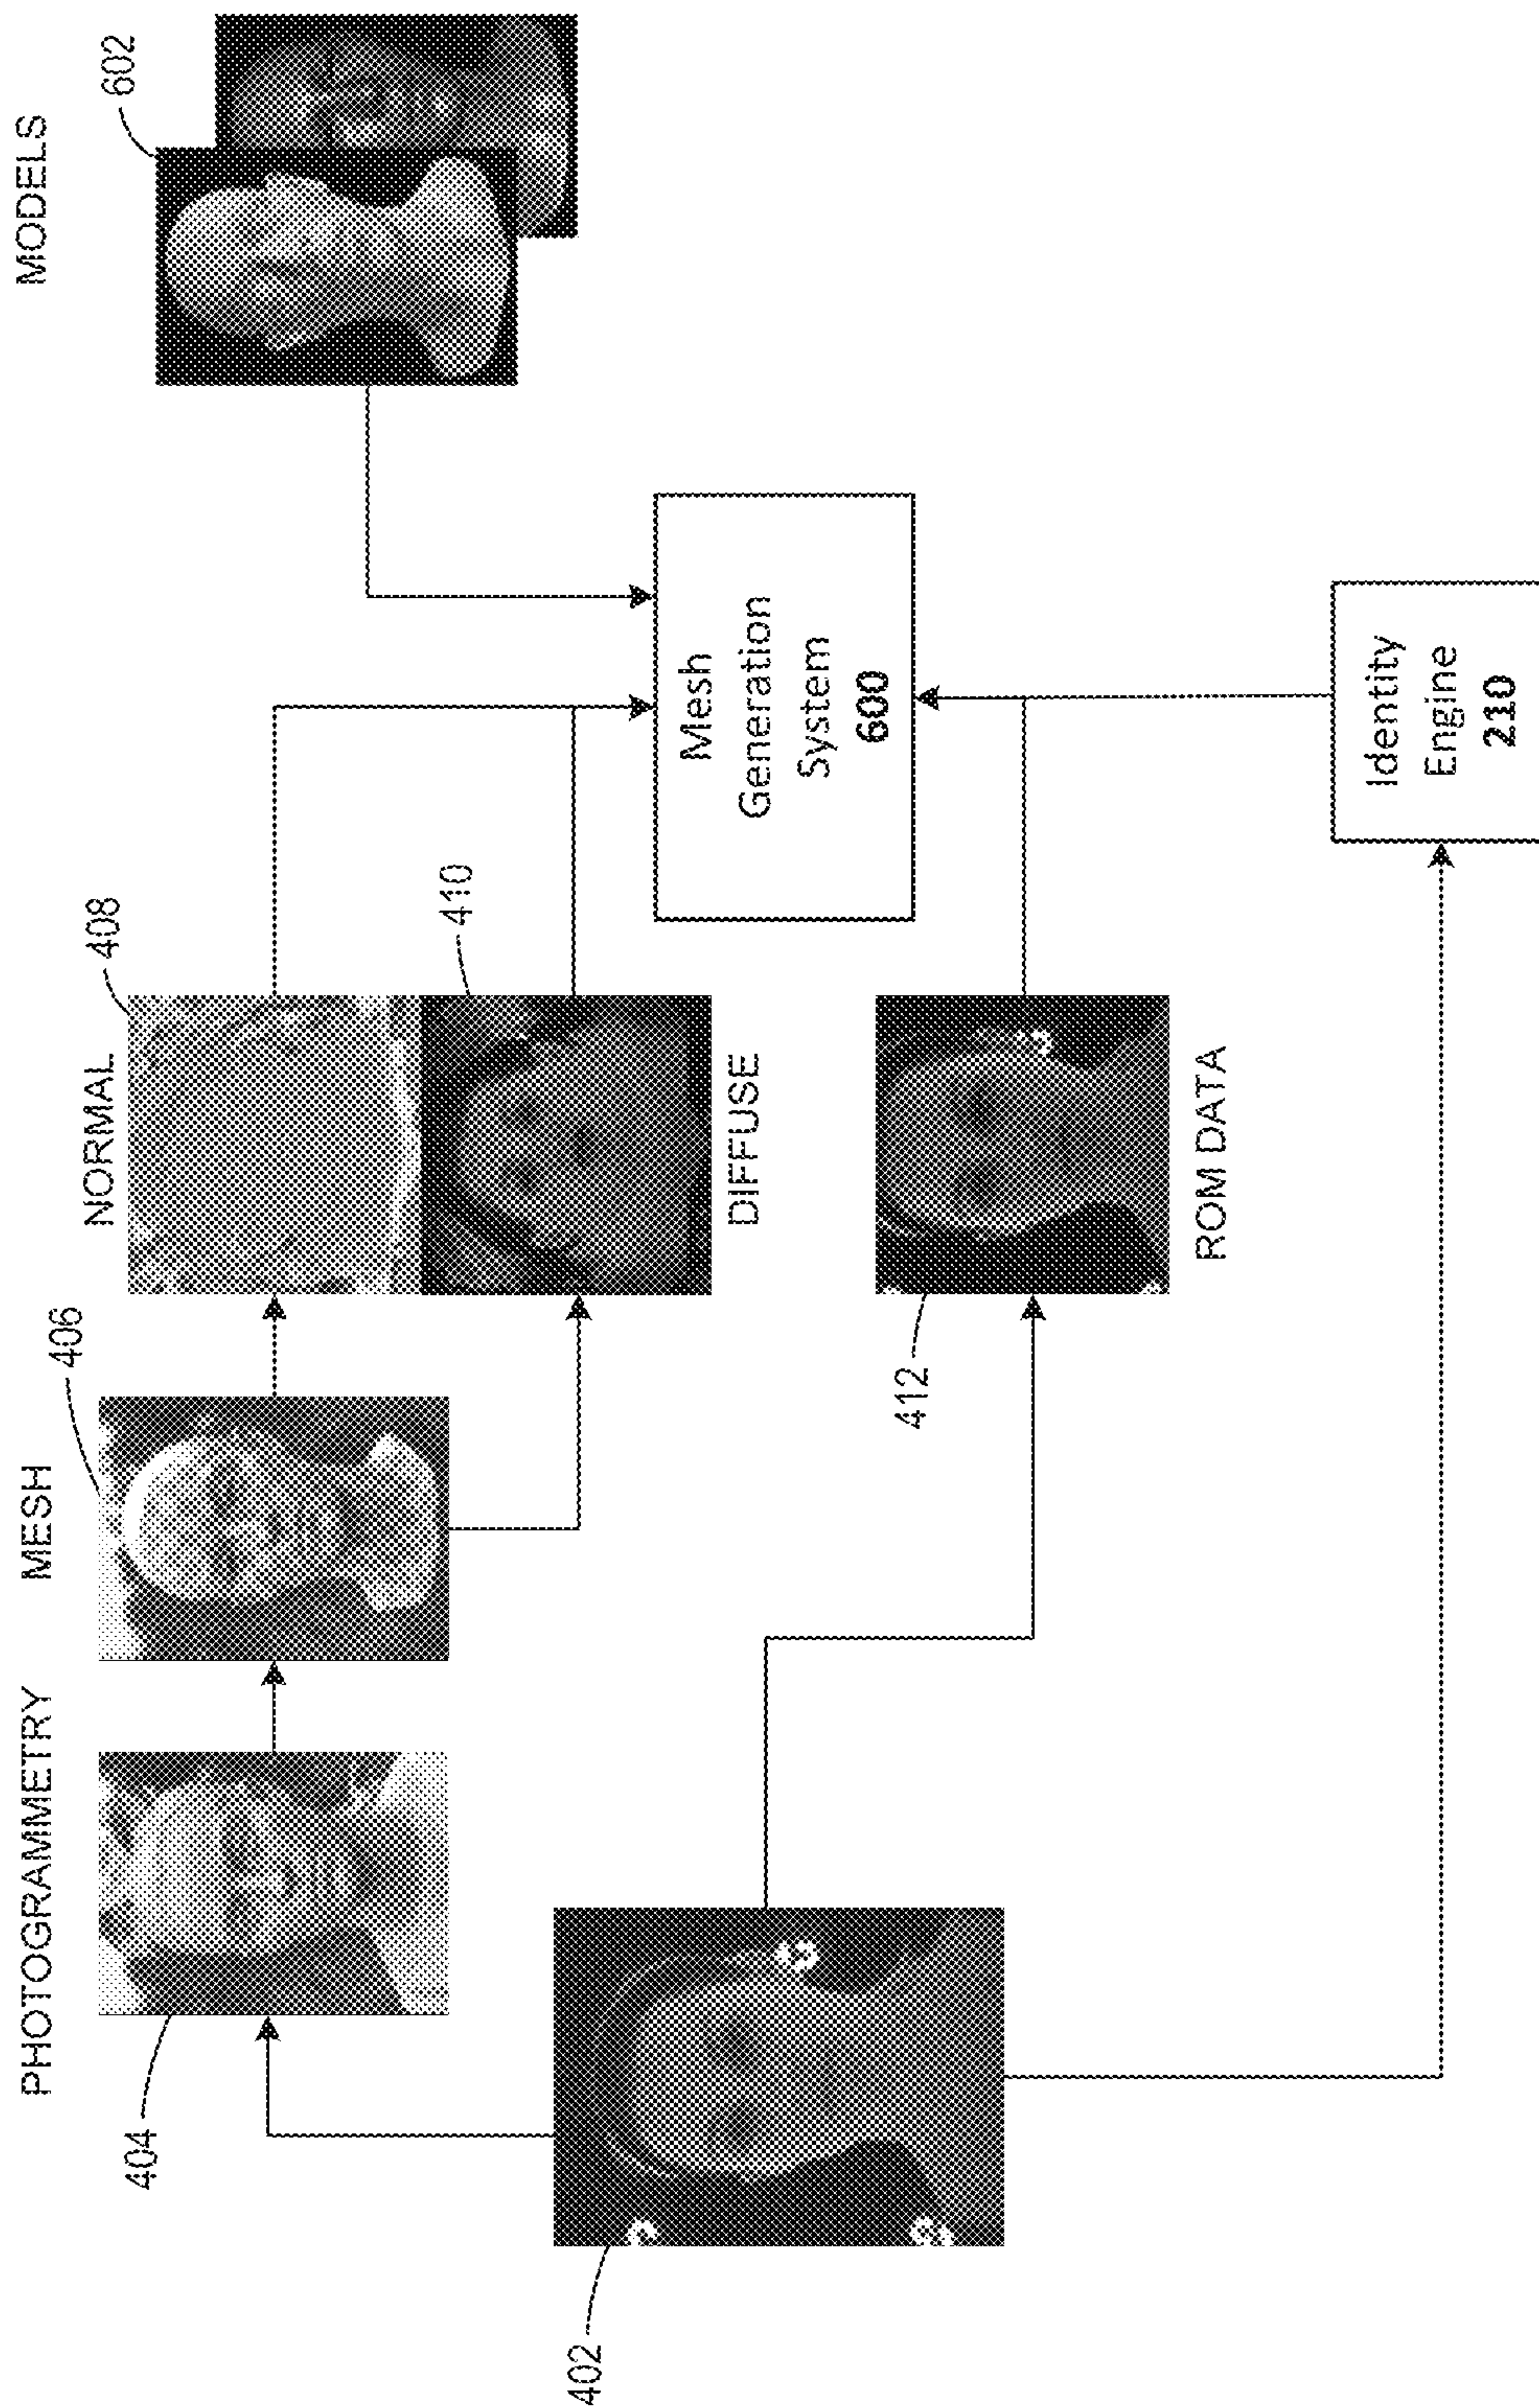 PHOTOGRAMMETRY
MESH
MODELS
406
NORMAL
408
602
404
410
DIFFUSE
Mesh
Generation
System
600
402
412
ROM DATA
Identity
Engine
210